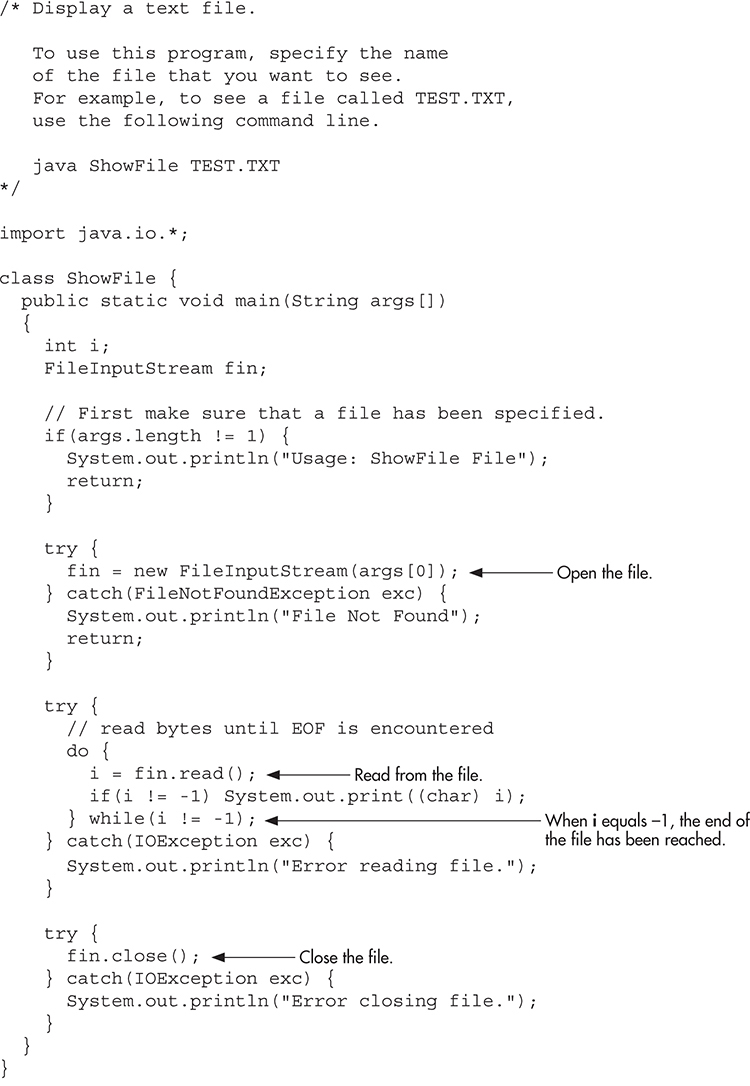 /* Display a text file.
To use this program, specify the name
of the file that you want to see.
For example, to see a file called TEST.TXT,
use the following command line.
java ShowFile TEST.TXT
*/
import java.io.*;
class ShowFile {
public static void main(String args[])
{
int i;
FileInputStream fin;
// First make sure that a file has been specified.
if(args.length != 1) {
System.out.println("Usage: ShowFile File");
return;
}
try {
fin = new FileInputStream(args[0]); Open the file.
} catch(FileNotFoundException exc) {
System.out.println("File Not Found");
return;
}
try {
// read bytes until EOF is encountered
do {
i = fin.read(); Read from the file.
if(i != -1) System.out.print((char) i);
} while(i != -1); When i equals –1, the end of
the file has been reached.
} catch(IOException exc) {
System.out.println("Error reading file.");
}
try {
fin.close(); Close the file.
} catch(IOException exc) {
System.out.println("Error closing file.");
}
}
}